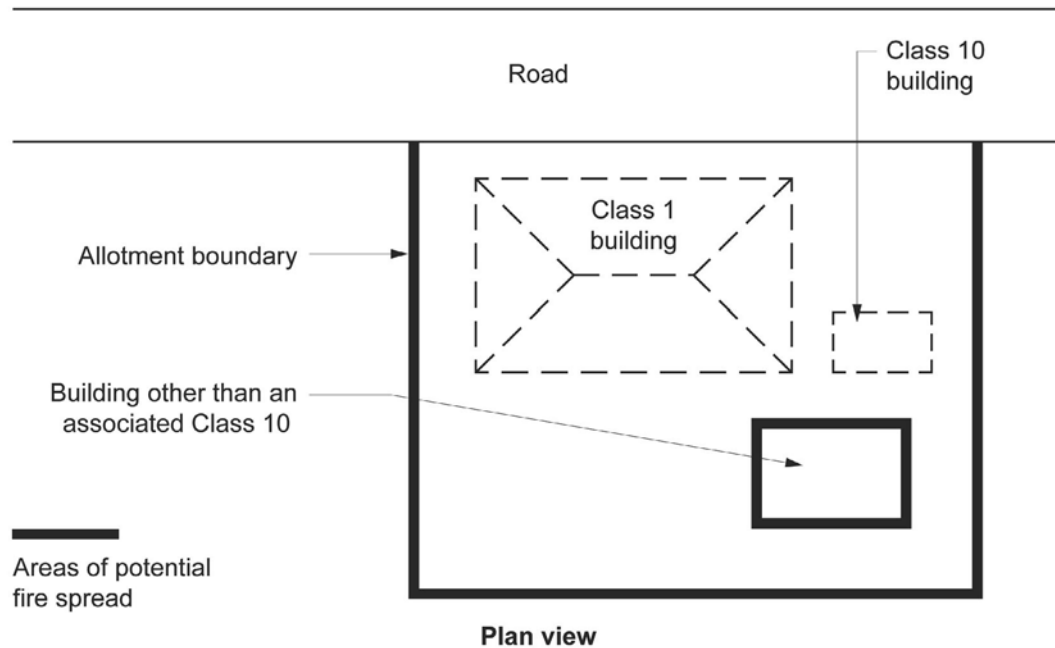 Road
Class 10
building
Class 1
building
Allotment boundary
Building other than an
associated Class 10
Areas of potential
fire spread
Plan view